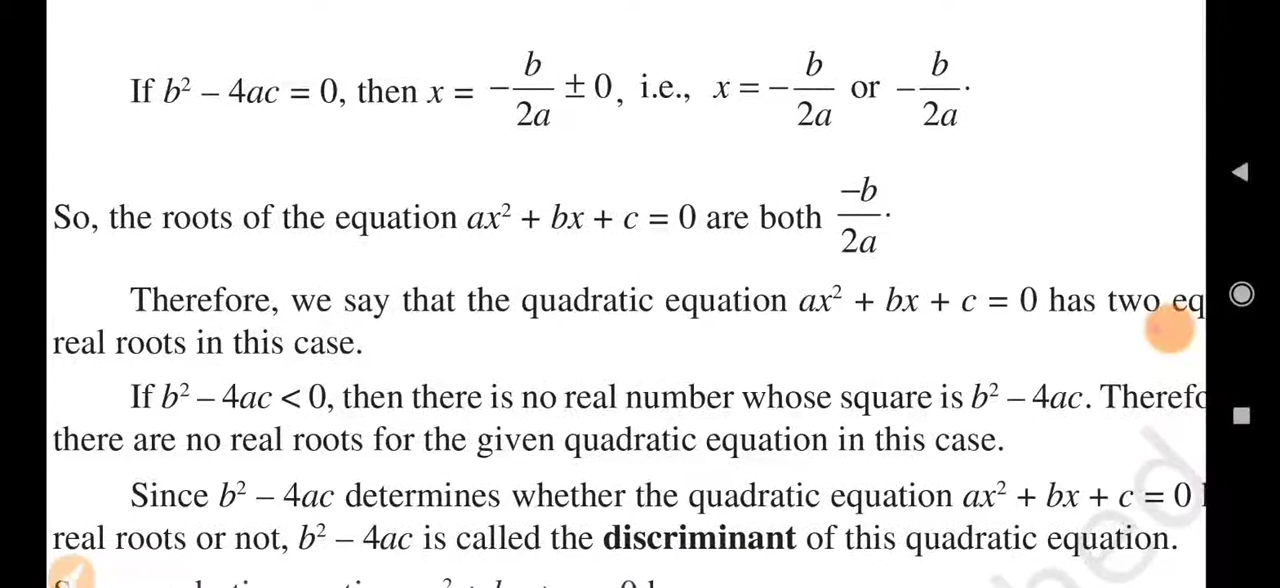 If b² – 4ac = 0, then x = −b/2a ± 0, i.e., x = −b/2a or −b/2a.
So, the roots of the equation ax² + bx + c = 0 are both −b/2a.
Therefore, we say that the quadratic equation ax² + bx + c = 0 has two eq
real roots in this case.
If b² – 4ac < 0, then there is no real number whose square is b² – 4ac. Therefo
there are no real roots for the given quadratic equation in this case.
Since b² – 4ac determines whether the quadratic equation ax² + bx + c = 0
real roots or not, b² – 4ac is called the discriminant of this quadratic equation.